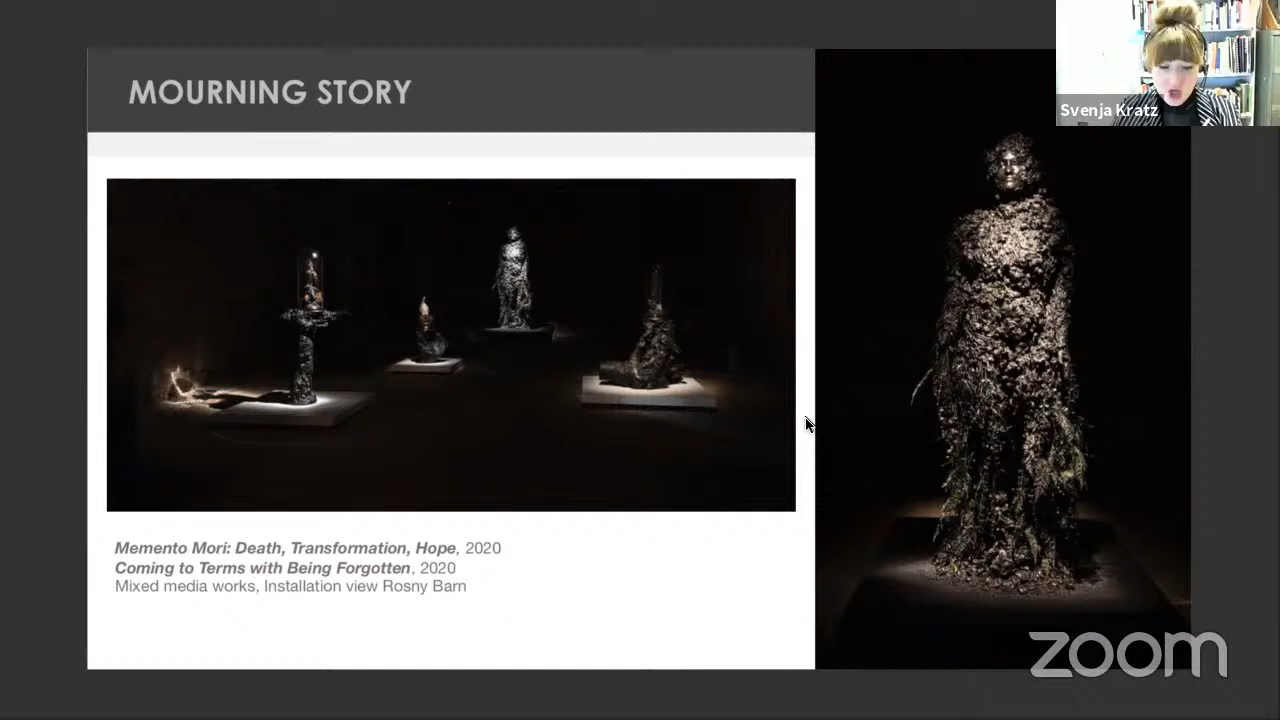 MOURNING STORY
Svenja Kratz
Memento Mori: Death, Transformation, Hope, 2020
Coming to Terms with Being Forgotten, 2020
Mixed media works, Installation view Rosny Barn
zoom